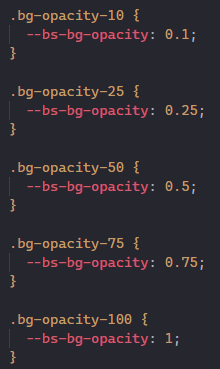 .bg-opacity-10 {
  --bs-bg-opacity: 0.1;
}

.bg-opacity-25 {
  --bs-bg-opacity: 0.25;
}

.bg-opacity-50 {
  --bs-bg-opacity: 0.5;
}

.bg-opacity-75 {
  --bs-bg-opacity: 0.75;
}

.bg-opacity-100 {
  --bs-bg-opacity: 1;
}